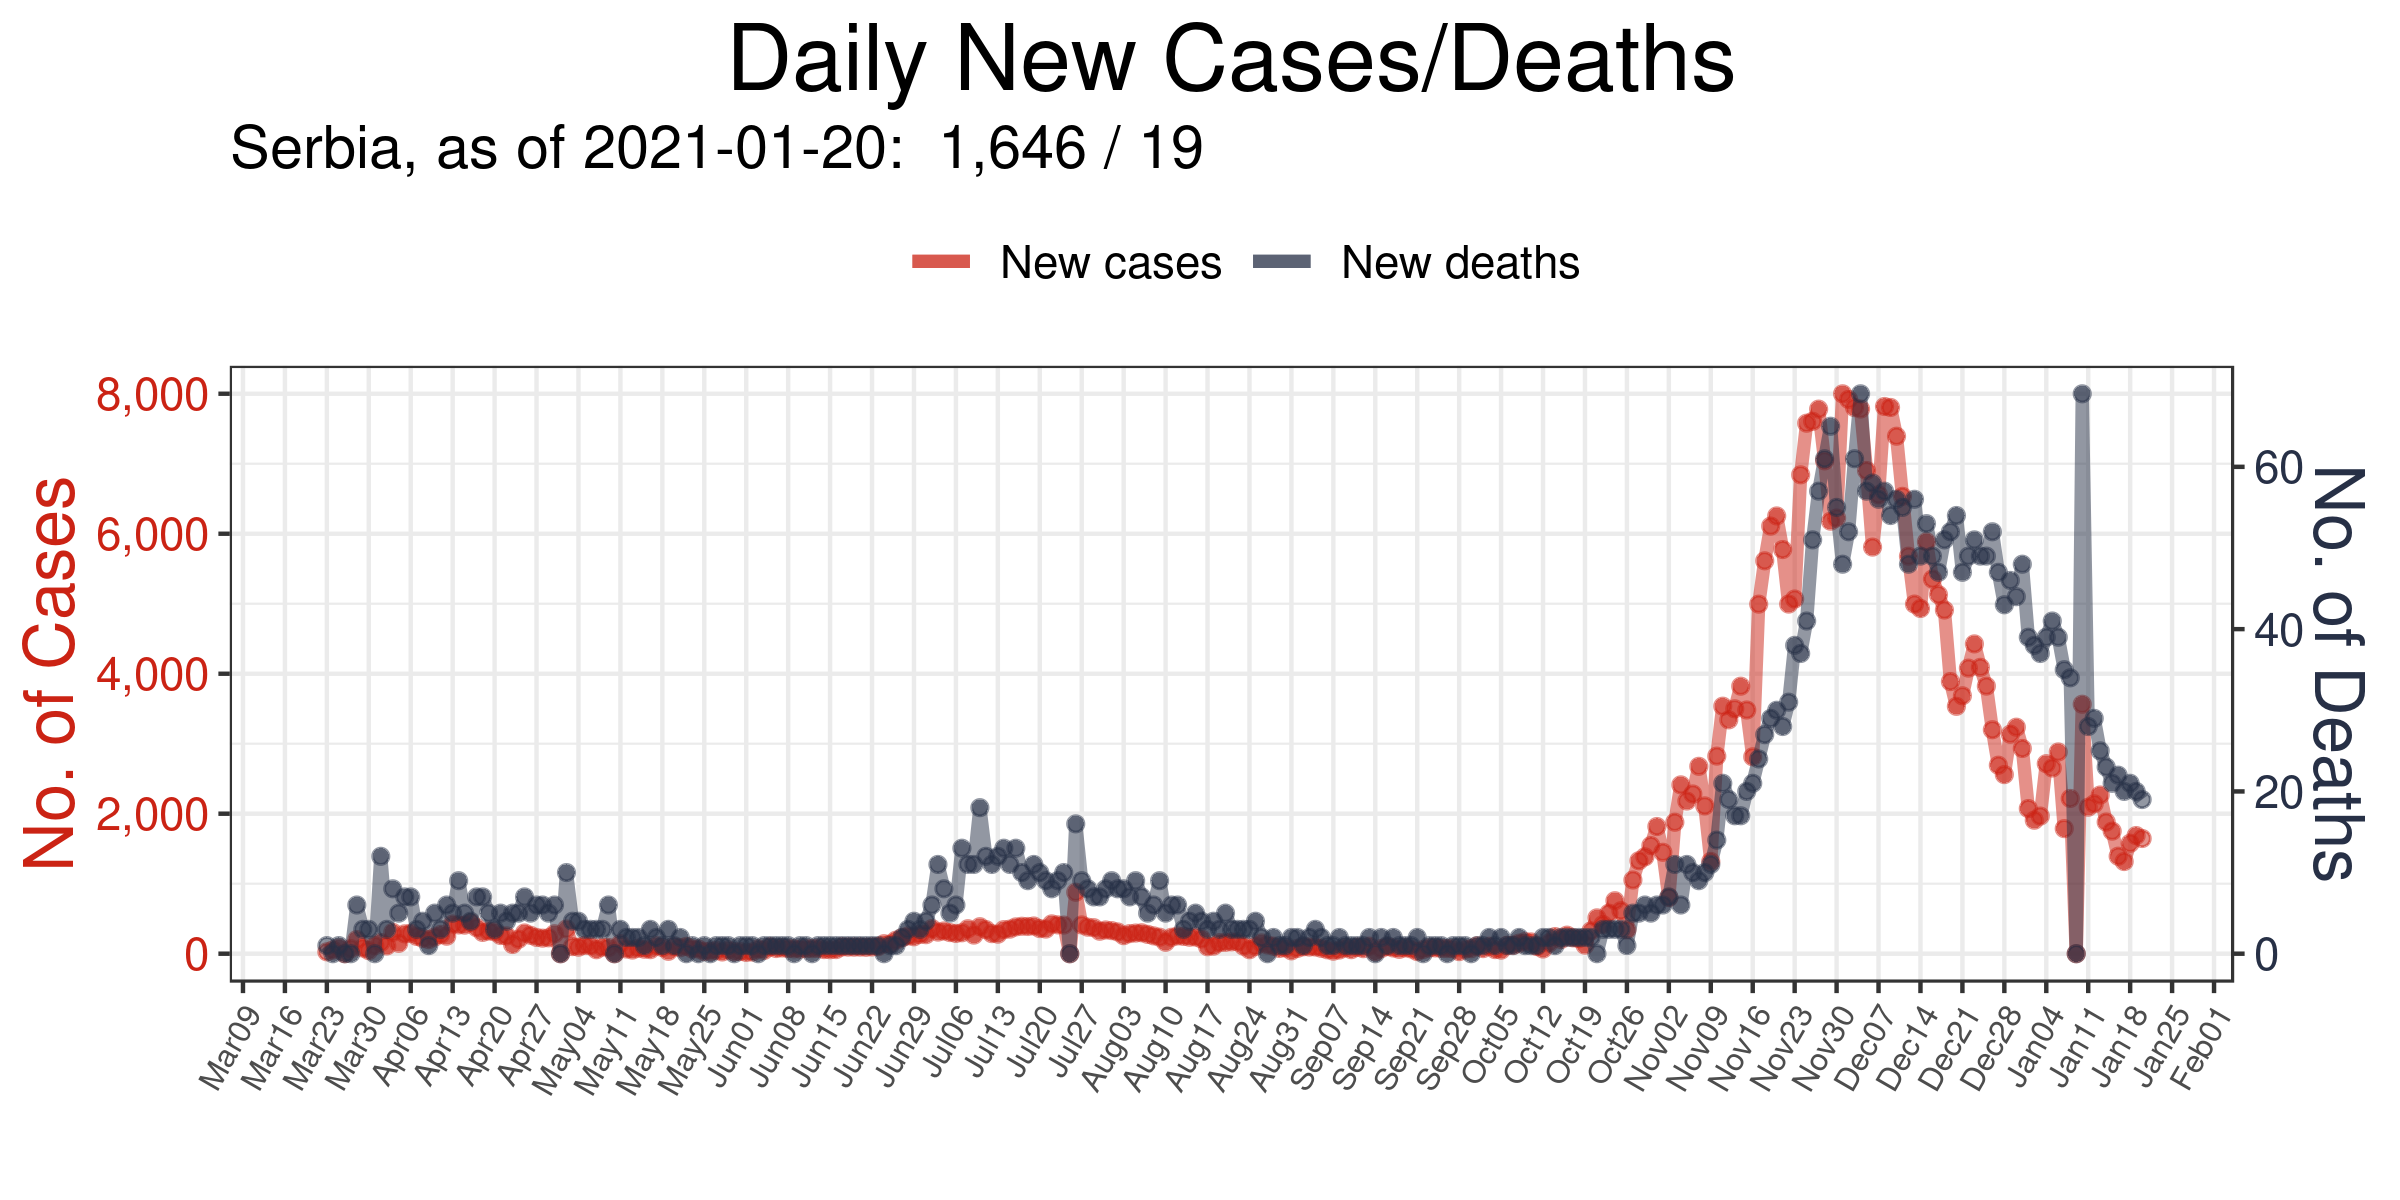 Daily New Cases/Deaths
Serbia, as of 2021-01-20:  1,646 / 19
New cases
New deaths
No. of Cases
8,000
6,000
4,000
2,000
0
60
40
20
0
No. of Deaths
Mar09
Mar16
Mar23
Mar30
Apr06
Apr13
Apr20
Apr27
May04
May11
May18
May25
Jun01
Jun08
Jun15
Jun22
Jun29
Jul06
Jul13
Jul20
Jul27
Aug03
Aug10
Aug17
Aug24
Aug31
Sep07
Sep14
Sep21
Sep28
Oct05
Oct12
Oct19
Oct26
Nov02
Nov09
Nov16
Nov23
Nov30
Dec07
Dec14
Dec21
Dec28
Jan04
Jan11
Jan18
Jan25
Feb01